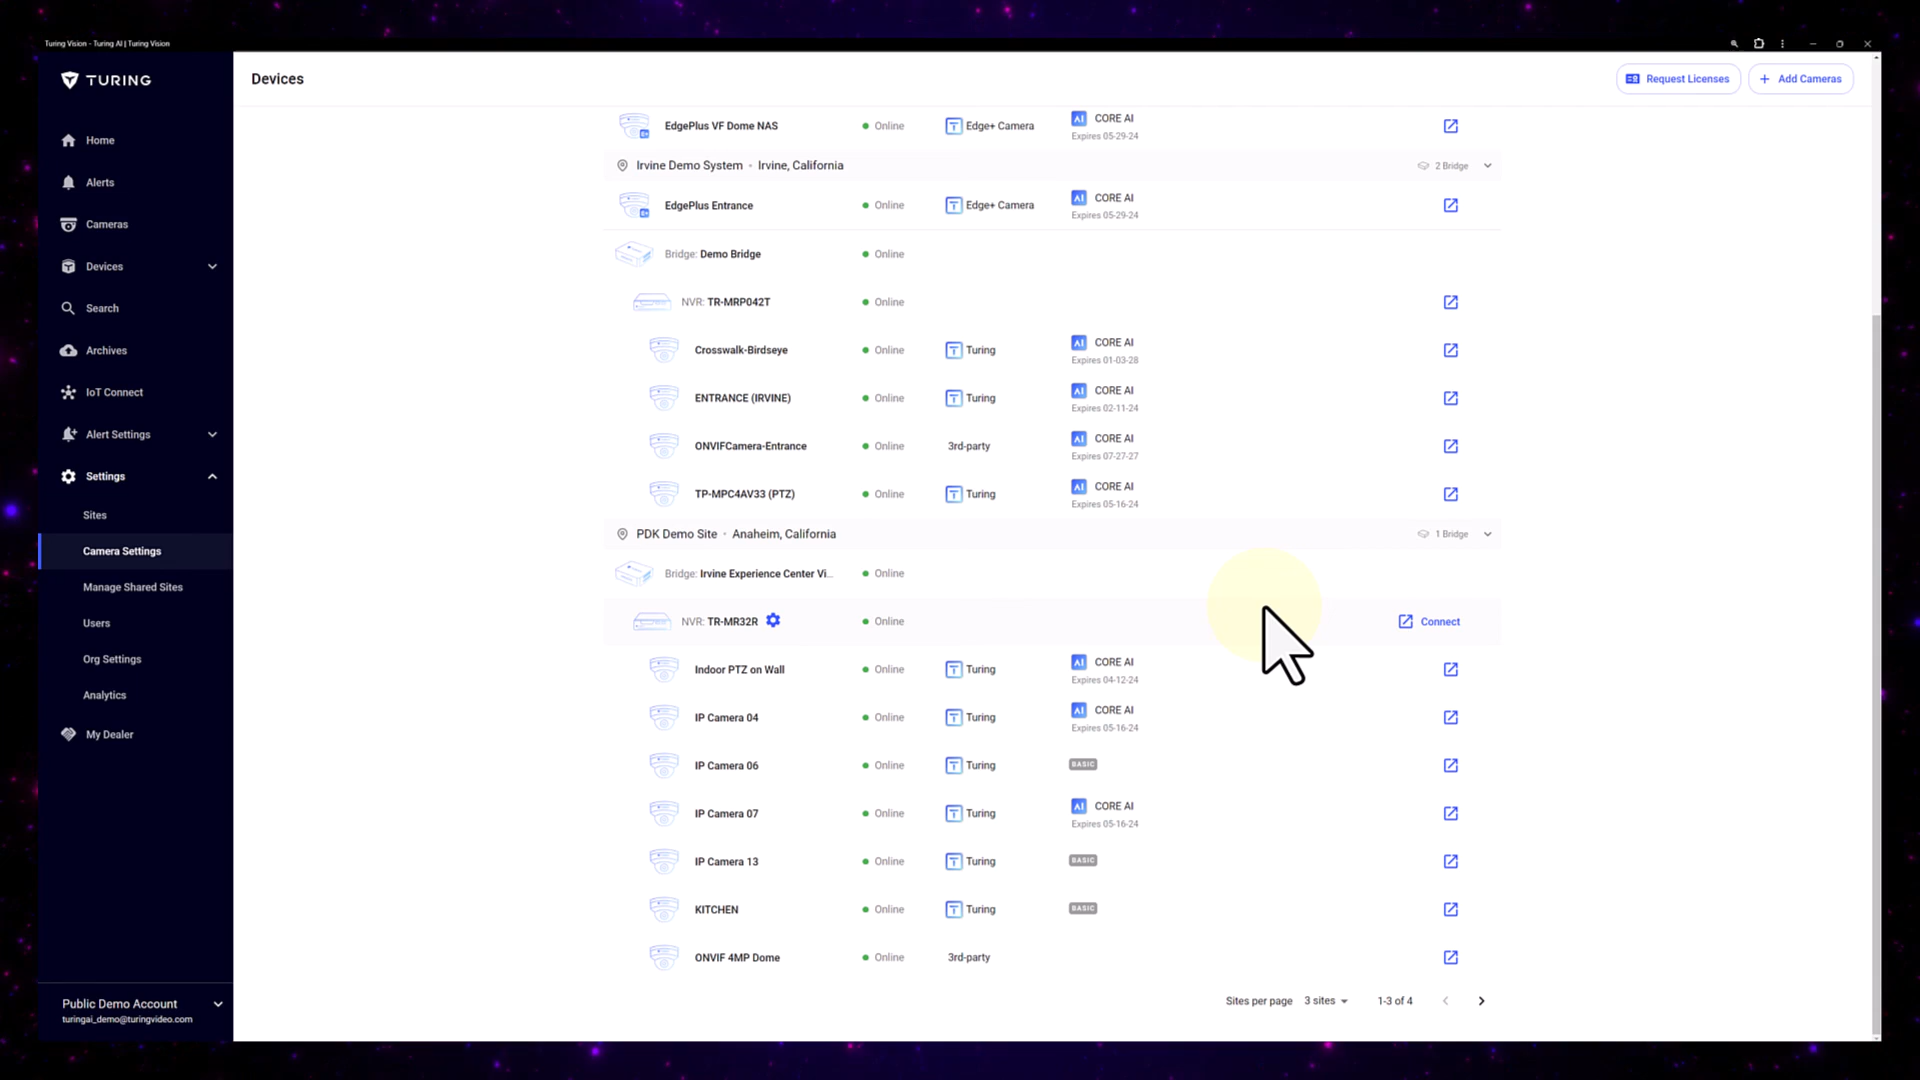 Turing Vision - Turing AI | Turing Vision
TURING
Home
Alerts
Cameras
Devices
Search
Archives
IoT Connect
Alert Settings
Settings
Sites
Camera Settings
Manage Shared Sites
Users
Org Settings
Analytics
My Dealer
Public Demo Account
turingai_demo@turingvideo.com
Devices
Request Licenses
Add Cameras
EdgePlus VF Dome NAS Online Edge+ Camera AI CORE AI
Expires 05-29-24
Irvine Demo System • Irvine, California 2 Bridge
EdgePlus Entrance Online Edge+ Camera AI CORE AI
Expires 05-29-24
Bridge: Demo Bridge Online
NVR: TR-MRP042T Online
Crosswalk-Birdseye Online Turing AI CORE AI
Expires 01-03-28
ENTRANCE (IRVINE) Online Turing AI CORE AI
Expires 02-11-24
ONVIFCamera-Entrance Online 3rd-party AI CORE AI
Expires 07-27-27
TP-MPC4AV33 (PTZ) Online Turing AI CORE AI
Expires 05-16-24
PDK Demo Site • Anaheim, California 1 Bridge
Bridge: Irvine Experience Center Vi... Online
NVR: TR-MR32R Online Connect
Indoor PTZ on Wall Online Turing AI CORE AI
Expires 04-12-24
IP Camera 04 Online Turing AI CORE AI
Expires 05-16-24
IP Camera 06 Online Turing BASIC
IP Camera 07 Online Turing AI CORE AI
Expires 05-16-24
IP Camera 13 Online Turing BASIC
KITCHEN Online Turing BASIC
ONVIF 4MP Dome Online 3rd-party
Sites per page 3 sites 1-3 of 4